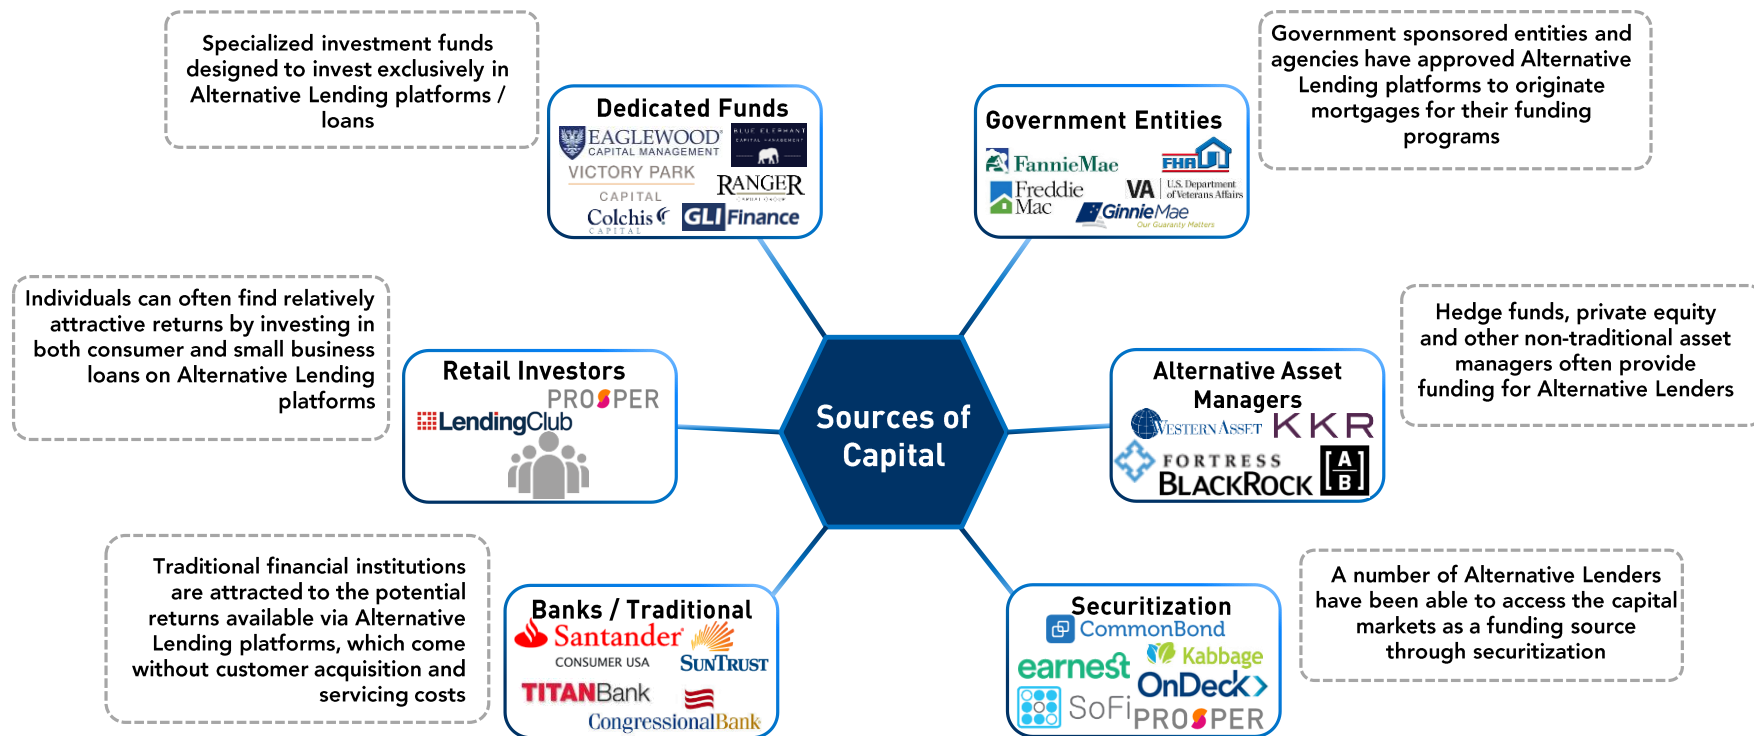 Specialized investment funds
designed to invest exclusively in
Alternative Lending platforms /
loans
Dedicated Funds
EAGLEWOOD
CAPITAL MANAGEMENT
BLUE ELEPHANT
CAPITAL MANAGEMENT
VICTORY PARK
CAPITAL
RANGER
Colchis
CAPITAL
GLI Finance
Government Entities
FannieMae
FHA
Freddie
Mac
VA
U.S. Department
of Veterans Affairs
GinnieMae
Our Guaranty Matters
Government sponsored entities and
agencies have approved Alternative
Lending platforms to originate
mortgages for their funding
programs
Individuals can often find relatively
attractive returns by investing in
both consumer and small business
loans on Alternative Lending
platforms
Retail Investors
PROSPER
LendingClub
Sources of
Capital
Alternative Asset
Managers
WESTERN ASSET
KKR
FORTRESS
BLACKROCK
[A/B]
Hedge funds, private equity
and other non-traditional asset
managers often provide
funding for Alternative Lenders
Traditional financial institutions
are attracted to the potential
returns available via Alternative
Lending platforms, which come
without customer acquisition and
servicing costs
Banks / Traditional
Santander
CONSUMER USA
SUNTRUST
TITANBank
CongressionalBank
Securitization
CommonBond
earnest
Kabbage
OnDeck
SoFi
PROSPER
A number of Alternative Lenders
have been able to access the capital
markets as a funding source
through securitization